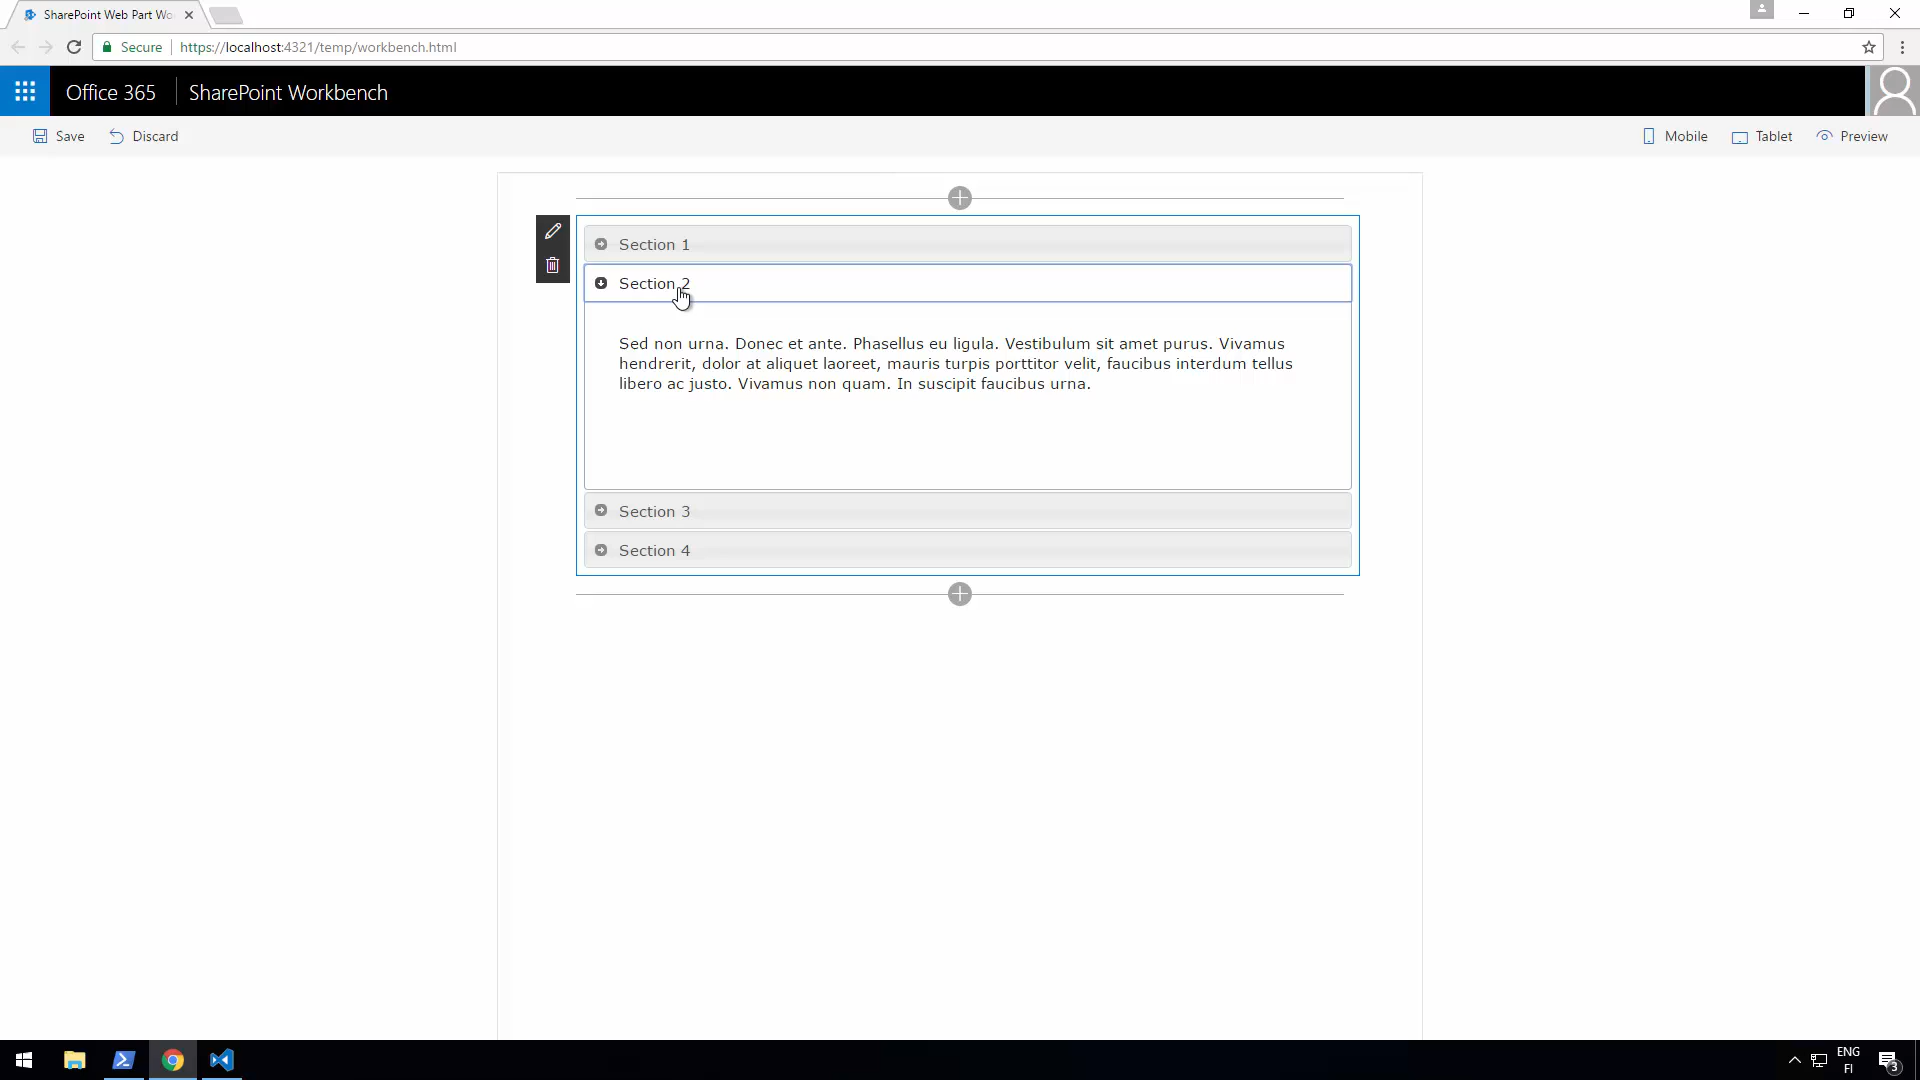 SharePoint Web Part Wo
Secure https://localhost:4321/temp/workbench.html
Office 365 SharePoint Workbench
Save Discard Mobile Tablet Preview
Section 1
Section 2
Sed non urna. Donec et ante. Phasellus eu ligula. Vestibulum sit amet purus. Vivamus
hendrerit, dolor at aliquet laoreet, mauris turpis porttitor velit, faucibus interdum tellus
libero ac justo. Vivamus non quam. In suscipit faucibus urna.
Section 3
Section 4
ENG
FI
3